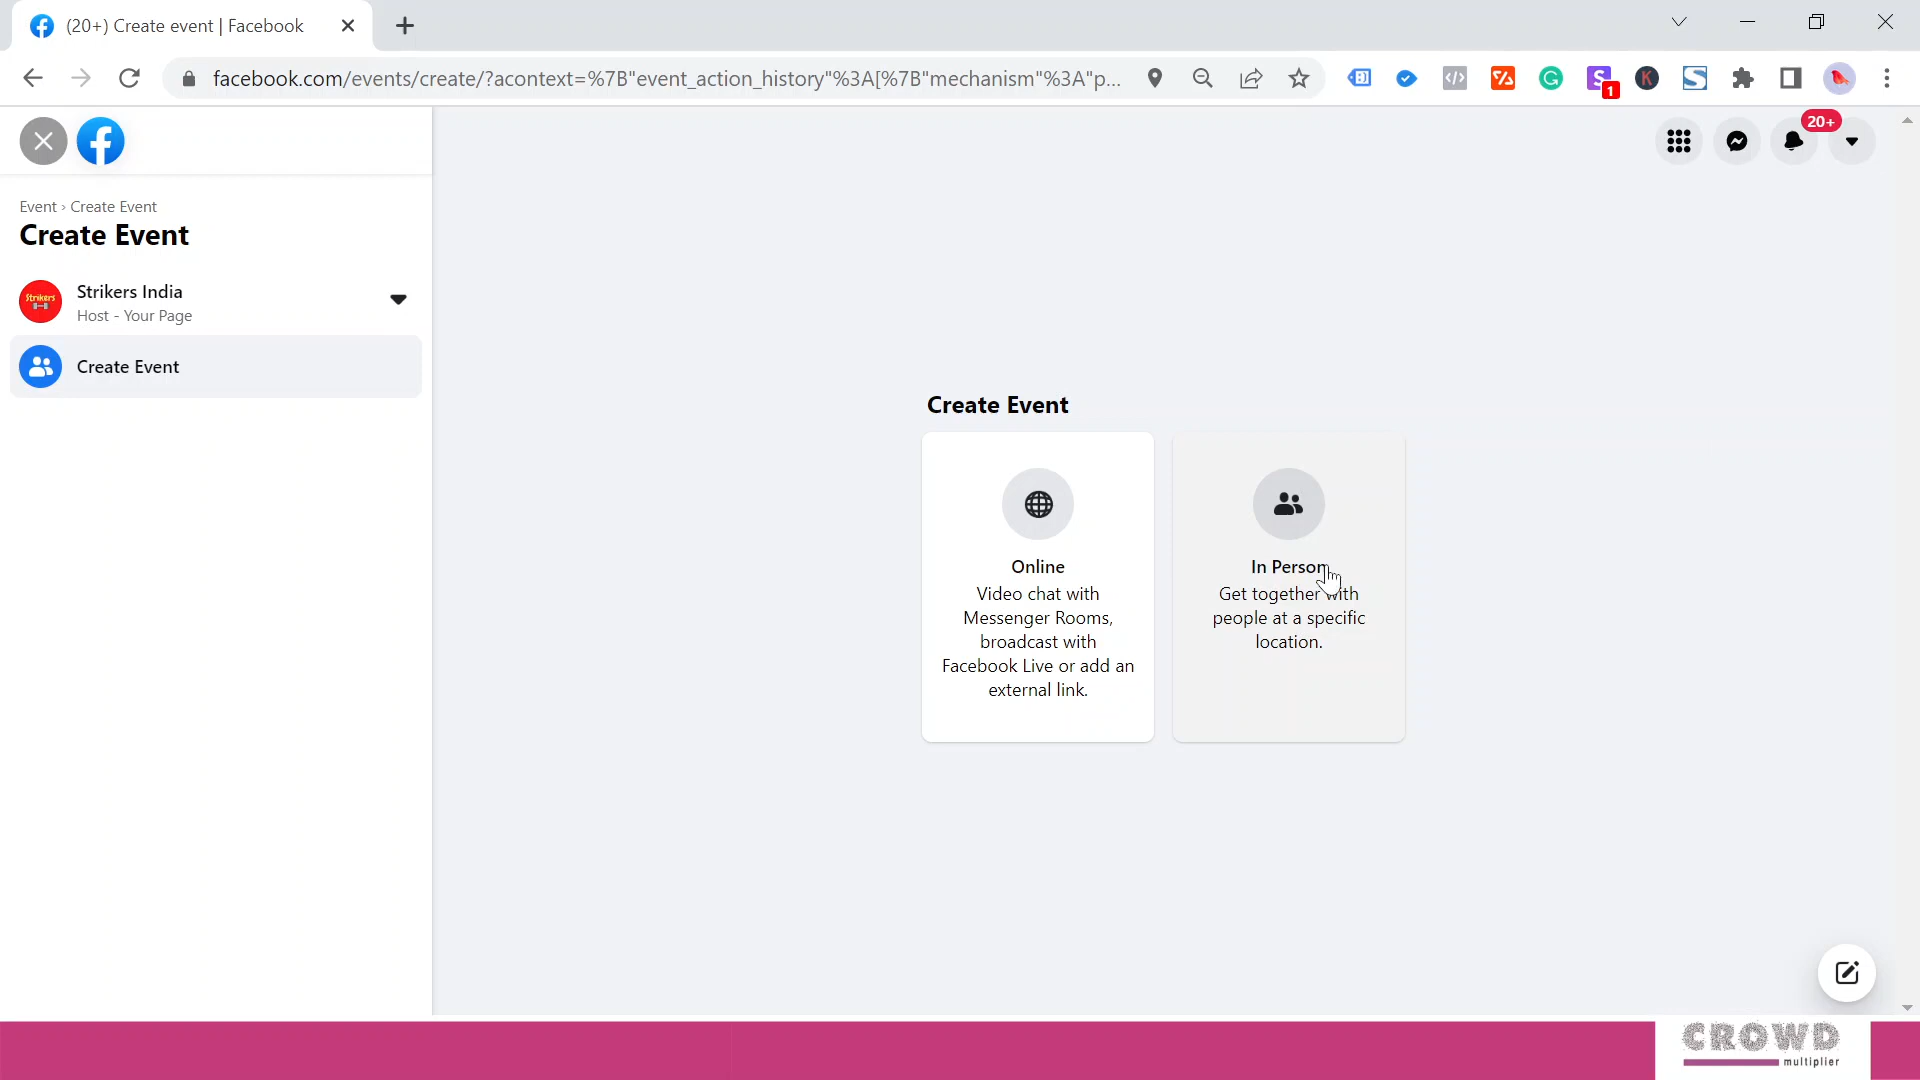 (20+) Create event | Facebook
facebook.com/events/create/?acontext=%7B"event_action_history"%3A[%7B"mechanism"%3A"p...
1
20+
Event › Create Event
Create Event
Strikers
Strikers India
Host - Your Page
Create Event
Create Event
Online
Video chat with
Messenger Rooms,
broadcast with
Facebook Live or add an
external link.
In Person
Get together with
people at a specific
location.
CROWD
multiplier